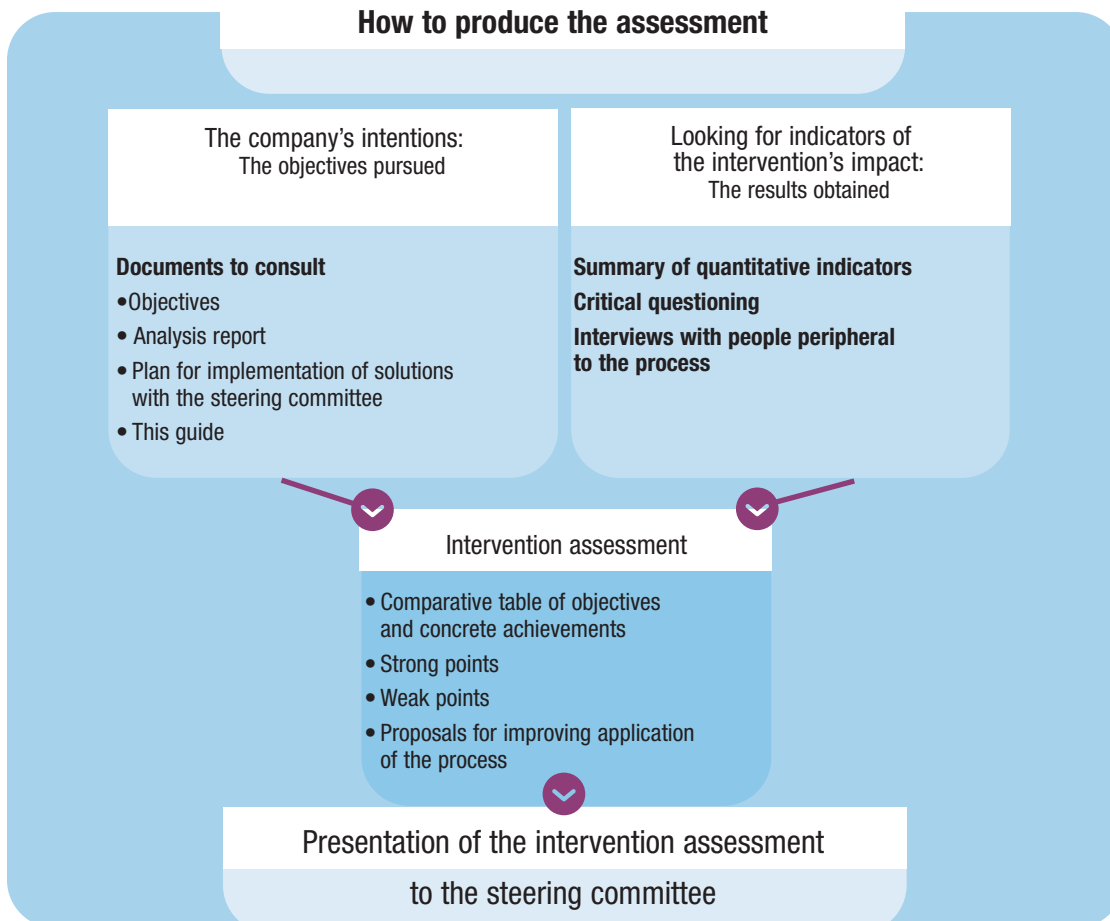 How to produce the assessment
The company's intentions:
The objectives pursued
Documents to consult
•Objectives
• Analysis report
• Plan for implementation of solutions
with the steering committee
• This guide
Looking for indicators of
the intervention's impact:
The results obtained
Summary of quantitative indicators
Critical questioning
Interviews with people peripheral
to the process
Intervention assessment
• Comparative table of objectives
and concrete achievements
• Strong points
• Weak points
• Proposals for improving application
of the process
Presentation of the intervention assessment
to the steering committee